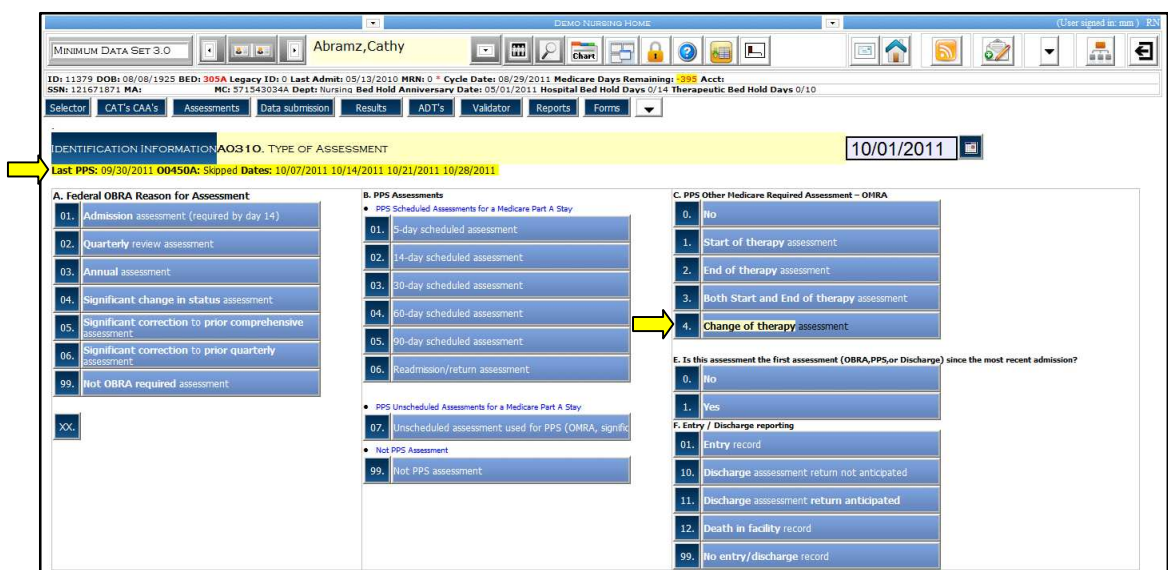 DEMO NURSING HOME
(User signed in: mm ) RN
MINIMUM DATA SET 3.0
Abramz,Cathy
Chart
ID: 11379 DOB: 08/08/1925 BED: 305A Legacy ID: 0 Last Admit: 05/13/2010 MRN: 0 * Cycle Date: 08/29/2011 Medicare Days Remaining: -395 Acct:
SSN: 121671871 MA: MC: 571543034A Dept: Nursing Bed Hold Anniversary Date: 05/01/2011 Hospital Bed Hold Days 0/14 Therapeutic Bed Hold Days 0/10
Selector CAT's CAA's Assessments Data submission Results ADT's Validator Reports Forms
IDENTIFICATION INFORMATION A0310. TYPE OF ASSESSMENT
10/01/2011
Last PPS: 09/30/2011 O0450A: Skipped Dates: 10/07/2011 10/14/2011 10/21/2011 10/28/2011
A. Federal OBRA Reason for Assessment
01. Admission assessment (required by day 14)
02. Quarterly review assessment
03. Annual assessment
04. Significant change in status assessment
05. Significant correction to prior comprehensive
assessment
06. Significant correction to prior quarterly
assessment
99. Not OBRA required assessment
XX.
B. PPS Assessments
• PPS Scheduled Assessments for a Medicare Part A Stay
01. 5-day scheduled assessment
02. 14-day scheduled assessment
03. 30-day scheduled assessment
04. 60-day scheduled assessment
05. 90-day scheduled assessment
06. Readmission/return assessment
• PPS Unscheduled Assessments for a Medicare Part A Stay
07. Unscheduled assessment used for PPS (OMRA, signific
• Not PPS Assessment
99. Not PPS assessment
C. PPS Other Medicare Required Assessment – OMRA
0. No
1. Start of therapy assessment
2. End of therapy assessment
3. Both Start and End of therapy assessment
4. Change of therapy assessment
E. Is this assessment the first assessment (OBRA,PPS,or Discharge) since the most recent admission?
0. No
1. Yes
F. Entry / Discharge reporting
01. Entry record
10. Discharge asssessment return not anticipated
11. Discharge asssessment return anticipated
12. Death in facility record
99. No entry/discharge record